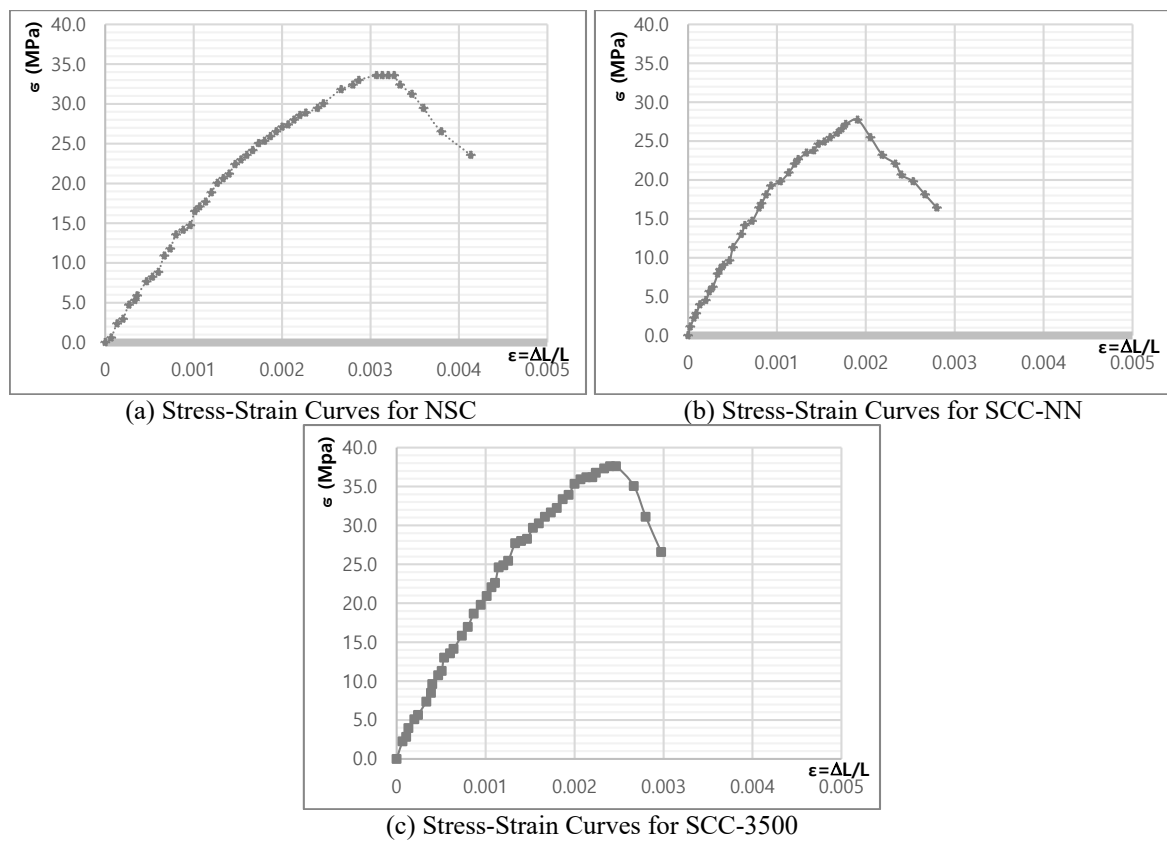 σ (MPa)
40.0
35.0
30.0
25.0
20.0
15.0
10.0
5.0
0.0
ε=ΔL/L
0 0.001 0.002 0.003 0.004 0.005
(a) Stress-Strain Curves for NSC
σ (MPa)
40.0
35.0
30.0
25.0
20.0
15.0
10.0
5.0
0.0
ε=ΔL/L
0 0.001 0.002 0.003 0.004 0.005
(b) Stress-Strain Curves for SCC-NN
σ (Mpa)
40.0
35.0
30.0
25.0
20.0
15.0
10.0
5.0
0.0
ε=ΔL/L
0 0.001 0.002 0.003 0.004 0.005
(c) Stress-Strain Curves for SCC-3500